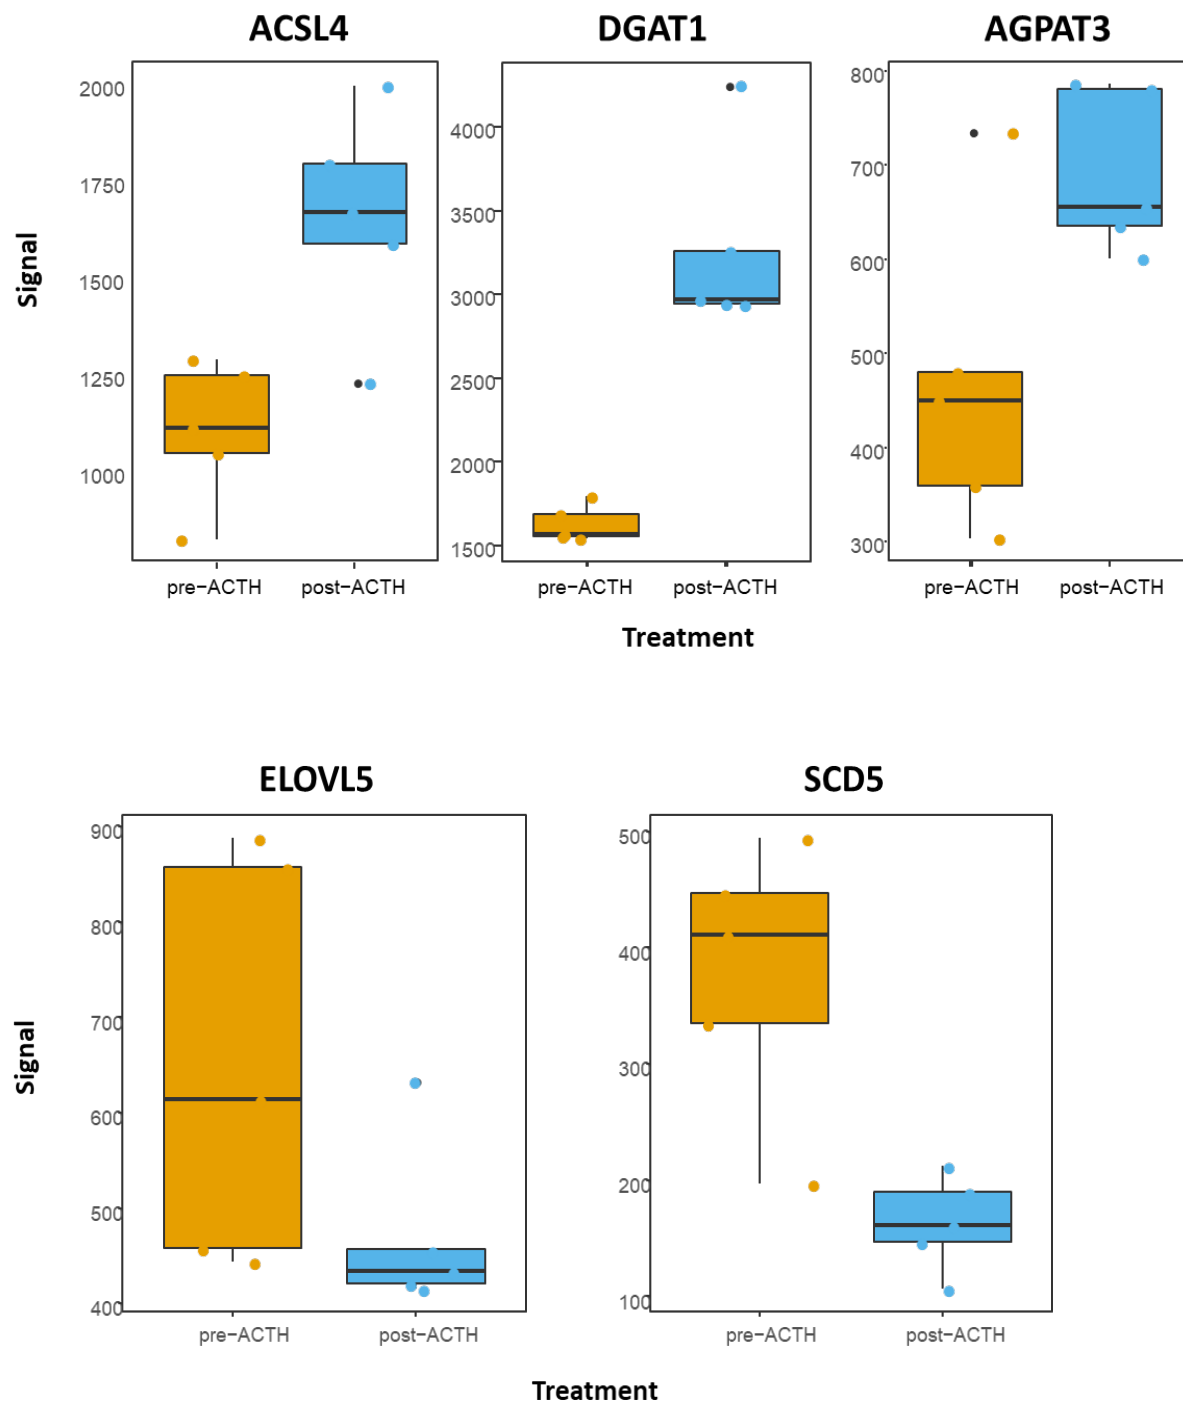 ACSL4 DGAT1 AGPAT3
Signal
2000
1750
1500
1250
1000
pre-ACTH post-ACTH
4000
3500
3000
2500
2000
1500
pre-ACTH post-ACTH
800
700
600
500
400
300
pre-ACTH post-ACTH
Treatment
ELOVL5 SCD5
Signal
900
800
700
600
500
400
pre-ACTH post-ACTH
500
400
300
200
100
pre-ACTH post-ACTH
Treatment